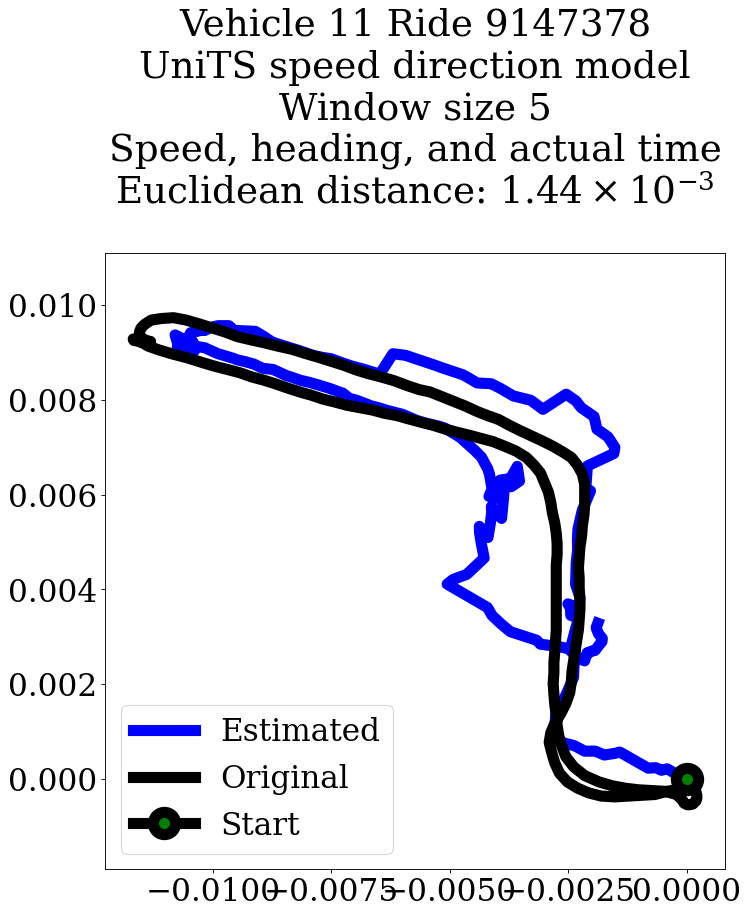 Vehicle 11 Ride 9147378
UniTS speed direction model
Window size 5
Speed, heading, and actual time
Euclidean distance: 1.44 × 10⁻³
0.010
0.008
0.006
0.004
0.002
0.000
Estimated
Original
Start
−0.0100 −0.0075 −0.0050 −0.0025 0.0000